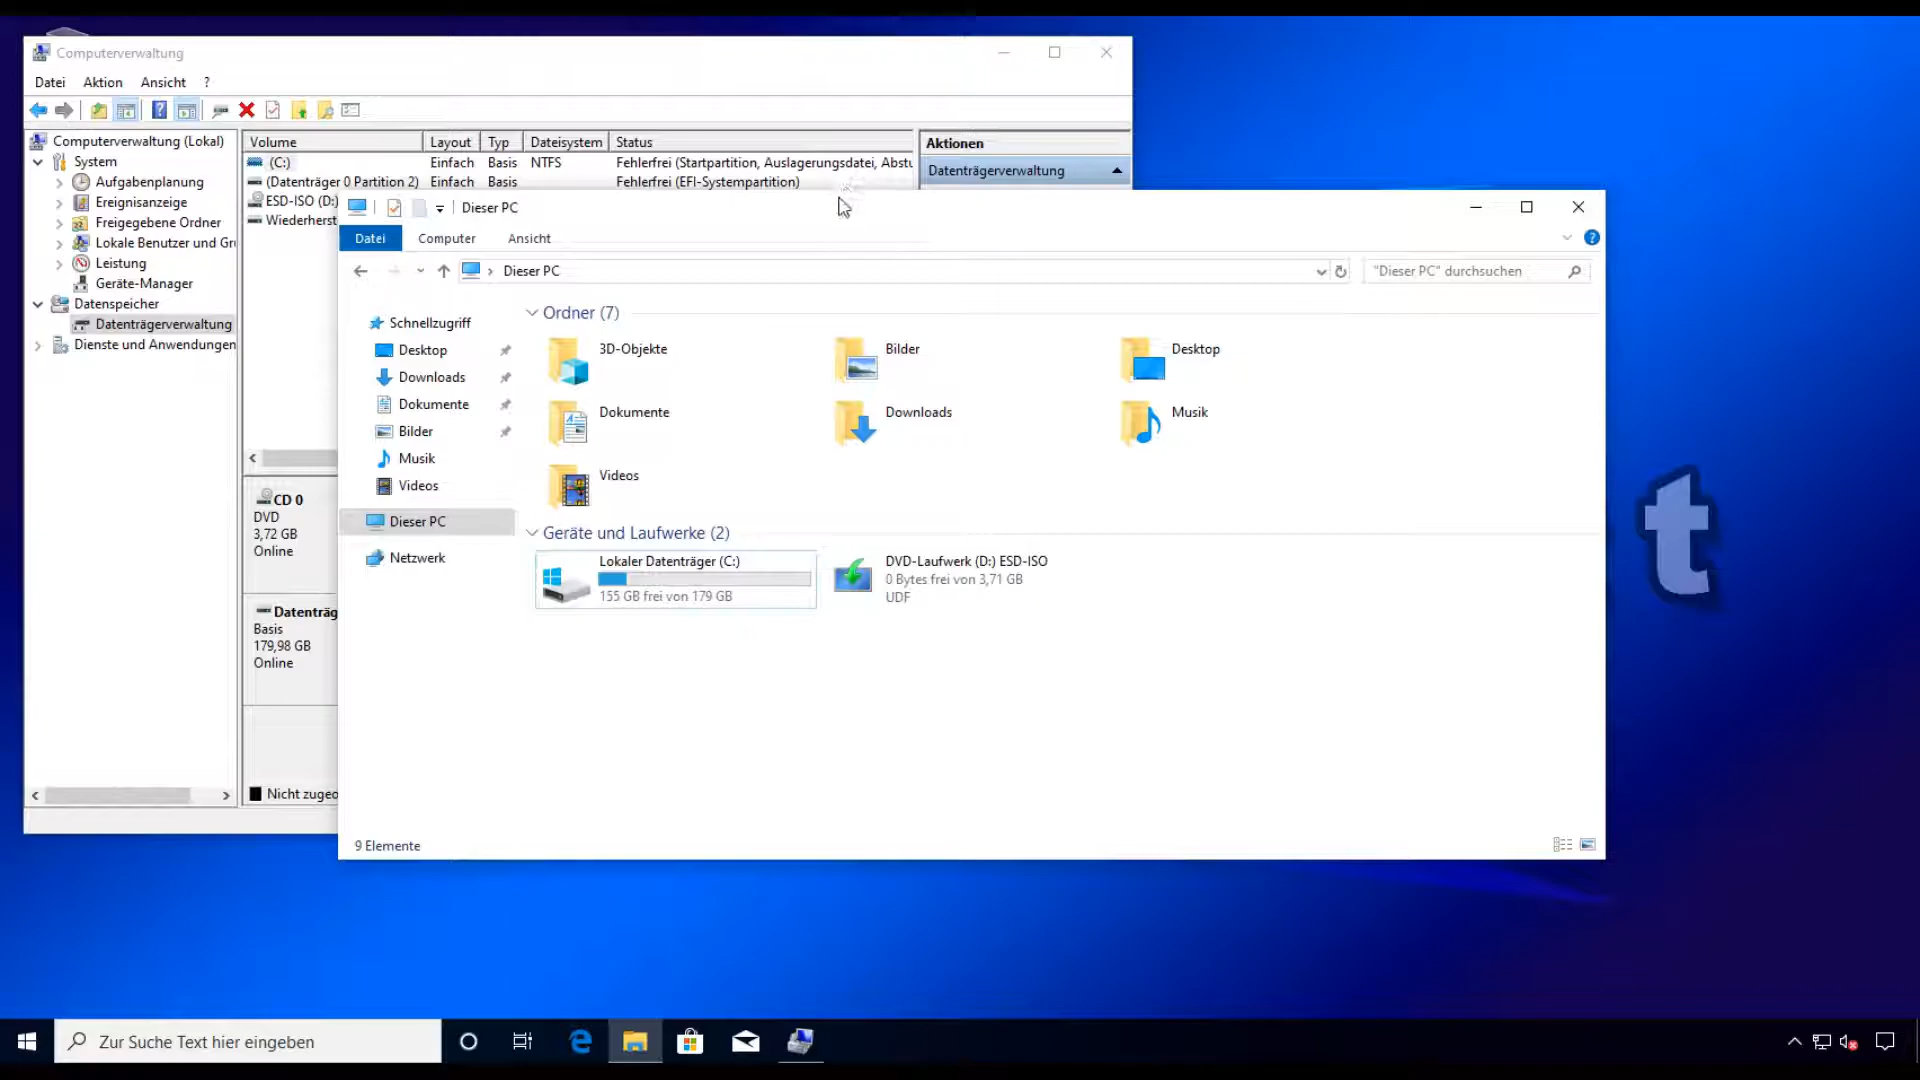 Computerverwaltung
Datei Aktion Ansicht ?
Computerverwaltung (Lokal)
System
Aufgabenplanung
Ereignisanzeige
Freigegebene Ordner
Lokale Benutzer und Gr
Leistung
Geräte-Manager
Datenspeicher
Datenträgerverwaltung
Dienste und Anwendungen
Volume Layout Typ Dateisystem Status
(C:) Einfach Basis NTFS Fehlerfrei (Startpartition, Auslagerungsdatei, Abstu
(Datenträger 0 Partition 2) Einfach Basis Fehlerfrei (EFI-Systempartition)
ESD-ISO (D:)
Wiederherst
CD 0
DVD
3,72 GB
Online
Datenträg
Basis
179,98 GB
Online
Nicht zugeo
Aktionen
Datenträgerverwaltung
Dieser PC
Datei Computer Ansicht
Dieser PC
"Dieser PC" durchsuchen
Schnellzugriff
Desktop
Downloads
Dokumente
Bilder
Musik
Videos
Dieser PC
Netzwerk
Ordner (7)
3D-Objekte
Bilder
Desktop
Dokumente
Downloads
Musik
Videos
Geräte und Laufwerke (2)
Lokaler Datenträger (C:)
155 GB frei von 179 GB
DVD-Laufwerk (D:) ESD-ISO
0 Bytes frei von 3,71 GB
UDF
9 Elemente
t
Zur Suche Text hier eingeben